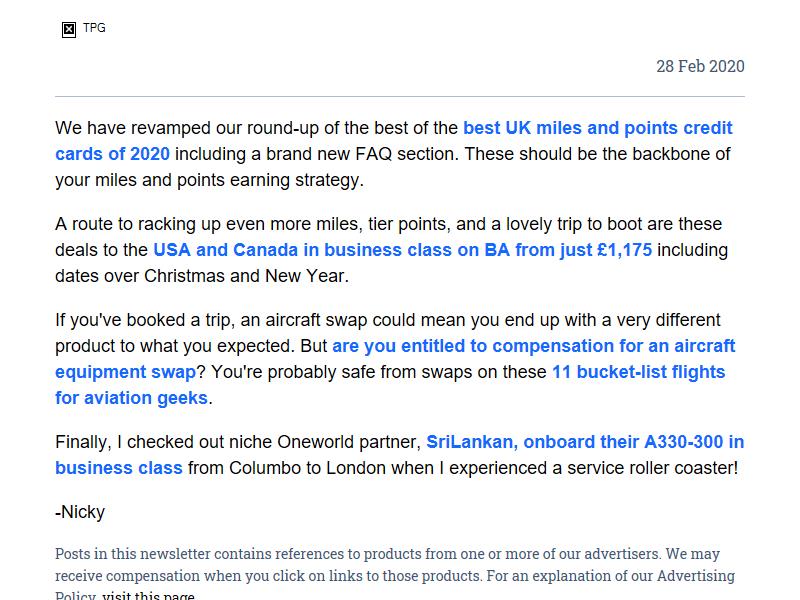 TPG
28 Feb 2020
We have revamped our round-up of the best of the best UK miles and points credit
cards of 2020 including a brand new FAQ section. These should be the backbone of
your miles and points earning strategy.
A route to racking up even more miles, tier points, and a lovely trip to boot are these
deals to the USA and Canada in business class on BA from just £1,175 including
dates over Christmas and New Year.
If you've booked a trip, an aircraft swap could mean you end up with a very different
product to what you expected. But are you entitled to compensation for an aircraft
equipment swap? You're probably safe from swaps on these 11 bucket-list flights
for aviation geeks.
Finally, I checked out niche Oneworld partner, SriLankan, onboard their A330-300 in
business class from Columbo to London when I experienced a service roller coaster!
-Nicky
Posts in this newsletter contains references to products from one or more of our advertisers. We may
receive compensation when you click on links to those products. For an explanation of our Advertising
Policy, visit this page